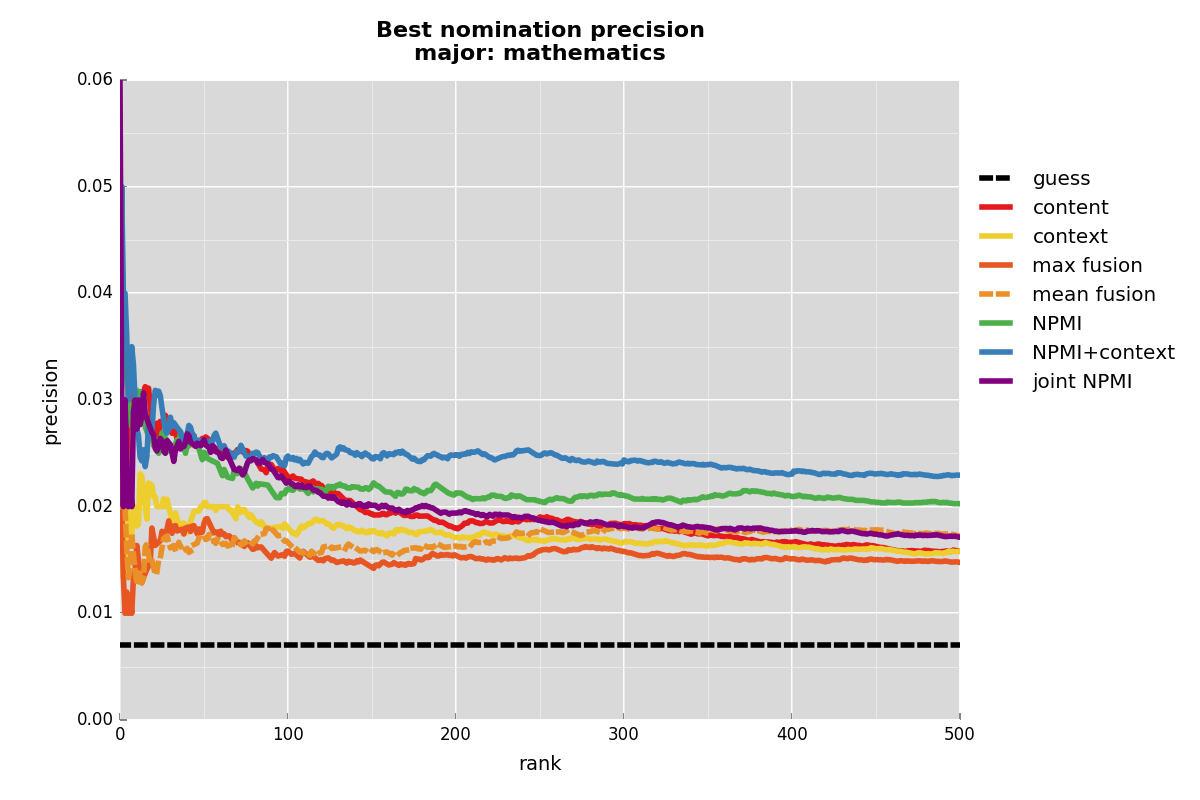 Best nomination precision
major: mathematics
0.06
0.05
0.04
0.03
0.02
0.01
0.00
precision
0
100
200
300
400
500
rank
guess
content
context
max fusion
mean fusion
NPMI
NPMI+context
joint NPMI